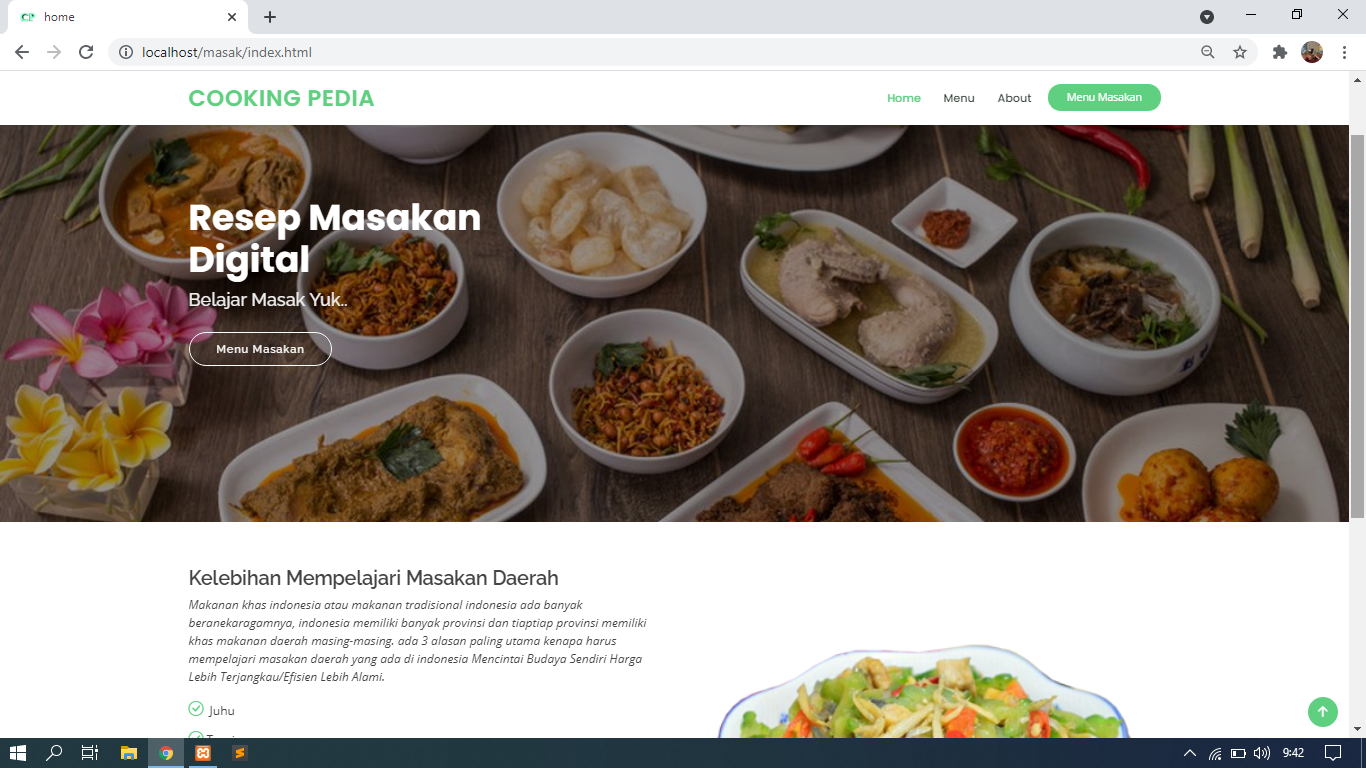 home
localhost/masak/index.html
COOKING PEDIA
Home
Menu
About
Menu Masakan
Resep Masakan
Digital
Belajar Masak Yuk..
Menu Masakan
Kelebihan Mempelajari Masakan Daerah
Makanan khas indonesia atau makanan tradisional indonesia ada banyak
beranekaragamnya, indonesia memiliki banyak provinsi dan tiaptiap provinsi memiliki
khas makanan daerah masing-masing. ada 3 alasan paling utama kenapa harus
mempelajari masakan daerah yang ada di indonesia Mencintai Budaya Sendiri Harga
Lebih Terjangkau/Efisien Lebih Alami.
Juhu
9:42